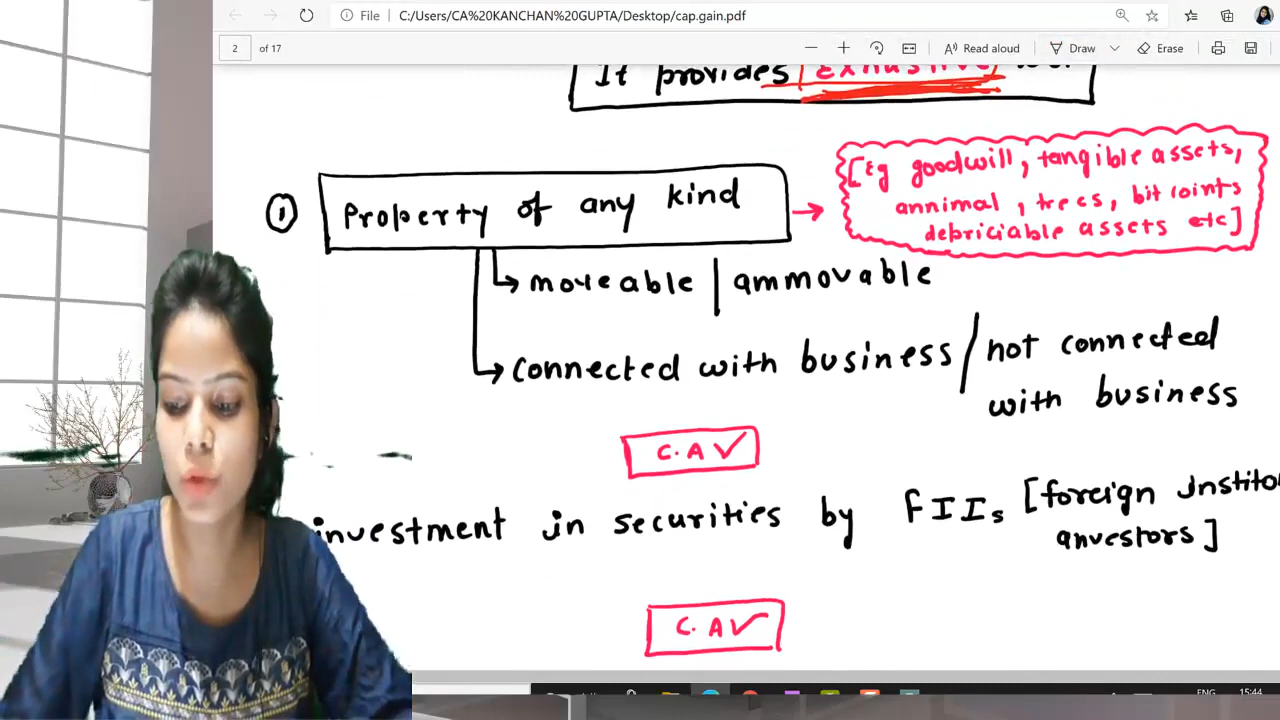 File | C:/Users/CA%20KANCHAN%20GUPTA/Desktop/cap.gain.pdf
2 of 17 Read aloud Draw Erase
It provides Exhaustive
① Property of any kind
[Eg goodwill, tangible assets,
annimal, trees, bit coints
depriciable assets etc]
moveable | ammovable
connected with business / not connected
with business
C.A ✓
investment in securities by FIIs [foreign instito
anvestors]
C.A ✓
ENG 15:44